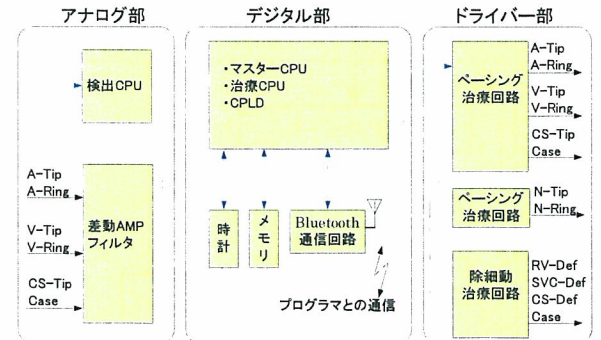 アナログ部
検出CPU
A-Tip
A-Ring
V-Tip
V-Ring
CS-Tip
Case
差動AMP
フィルタ
デジタル部
・マスターCPU
・治療CPU
・CPLD
時計
メモリ
Bluetooth
通信回路
プログラマとの通信
ドライバー部
ペーシング
治療回路
A-Tip
A-Ring
V-Tip
V-Ring
CS-Tip
Case
ペーシング
治療回路
N-Tip
N-Ring
除細動
治療回路
RV-Def
SVC-Def
CS-Def
Case